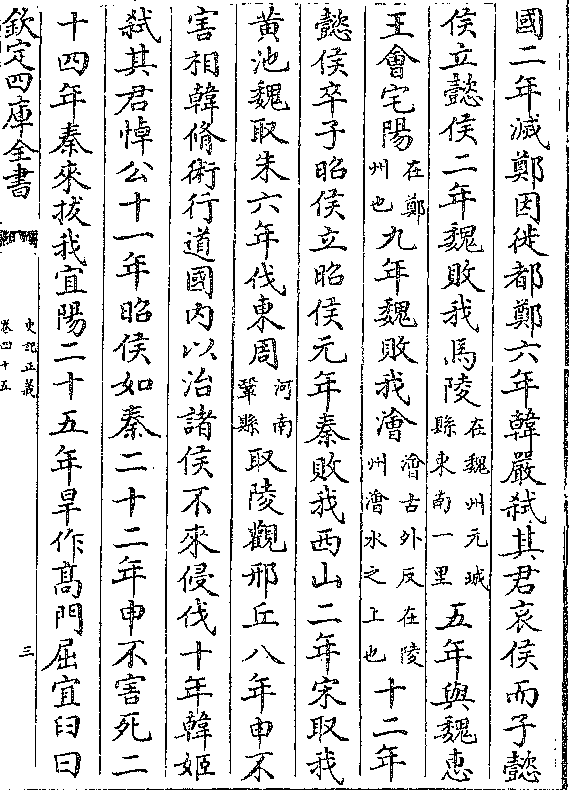 國二年滅鄭因徙都鄭六年韓嚴弑其君哀侯而子懿
侯立懿侯二年魏敗我馬陵在魏州元城縣東南一里五年與魏惠
王會宅陽在鄭州也九年魏敗我澮澮古外反在陵州澮水之上也十二年
懿侯卒子昭侯立昭侯元年秦敗我西山二年宋取我
黄池魏取朱六年伐東周河南鞏縣取陵觀邢丘八年申不
害相韓脩術行道國内以治諸侯不來侵伐十年韓姬
弑其君悼公十一年昭侯如秦二十二年申不害死二
十四年秦來拔我宜陽二十五年旱作髙門屈宜臼曰
欽定四庫全書
史記正義
卷四十五
三